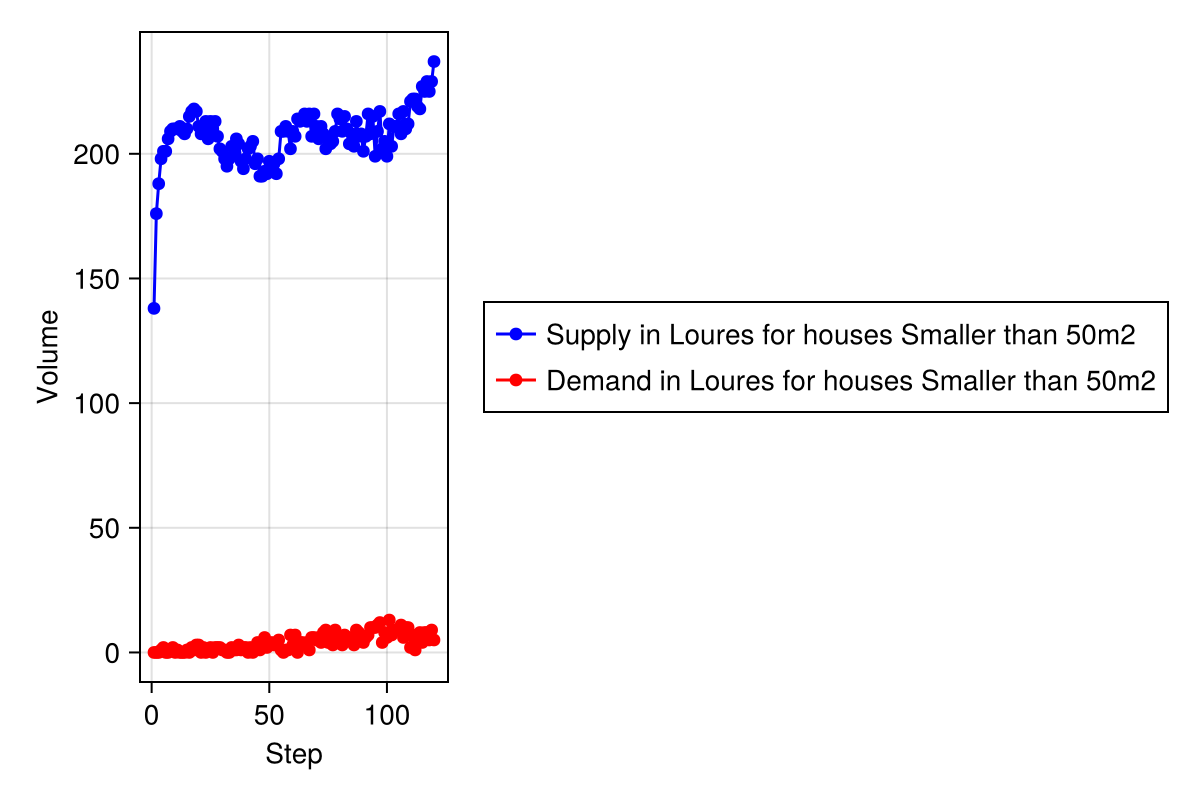 Volume
200
150
100
50
0
0 50 100
Step
Supply in Loures for houses Smaller than 50m2
Demand in Loures for houses Smaller than 50m2